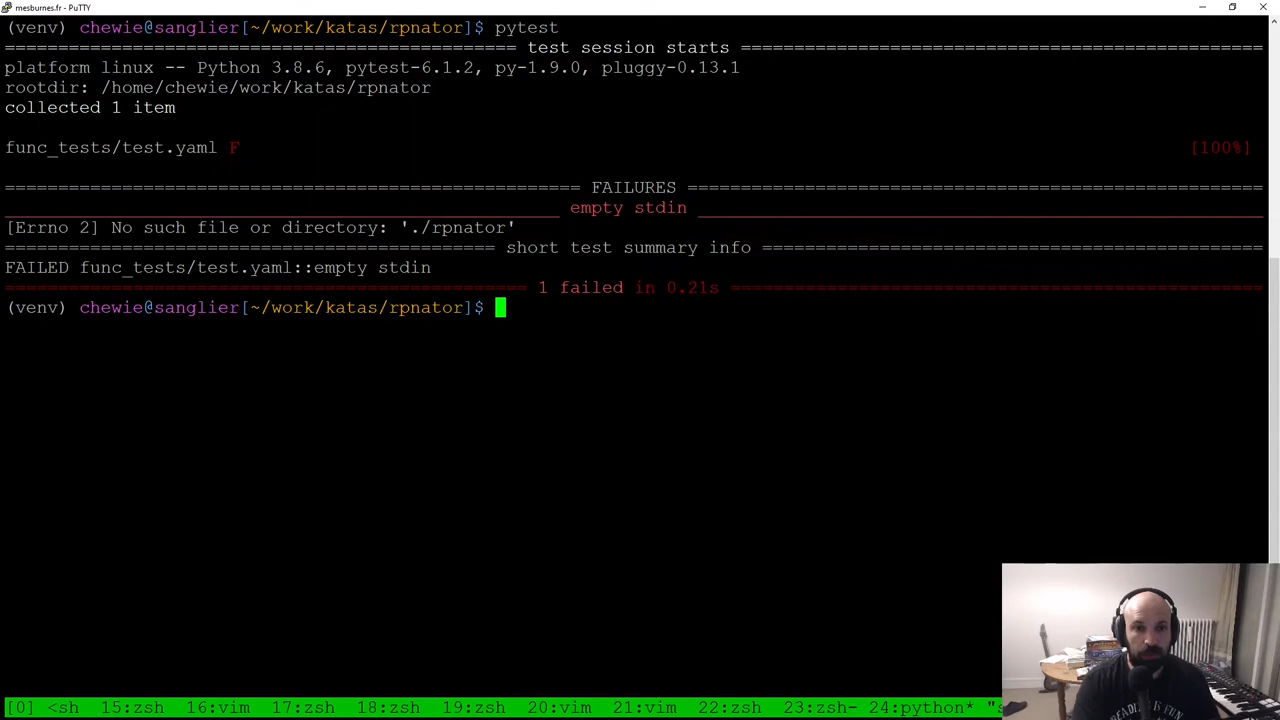 mesburnes.fr - PuTTY
(venv) chewie@sanglier[~/work/katas/rpnator]$ pytest
================================================ test session starts =================================================
platform linux -- Python 3.8.6, pytest-6.1.2, py-1.9.0, pluggy-0.13.1
rootdir: /home/chewie/work/katas/rpnator
collected 1 item
func_tests/test.yaml F [100%]
====================================================== FAILURES ======================================================
____________________________________________________ empty stdin _____________________________________________________
[Errno 2] No such file or directory: './rpnator'
============================================== short test summary info ===============================================
FAILED func_tests/test.yaml::empty stdin
================================================= 1 failed in 0.21s ==================================================
(venv) chewie@sanglier[~/work/katas/rpnator]$
[0] <sh 15:zsh 16:vim 17:zsh 18:zsh 19:zsh 20:vim 21:vim 22:zsh 23:zsh- 24:python* "s